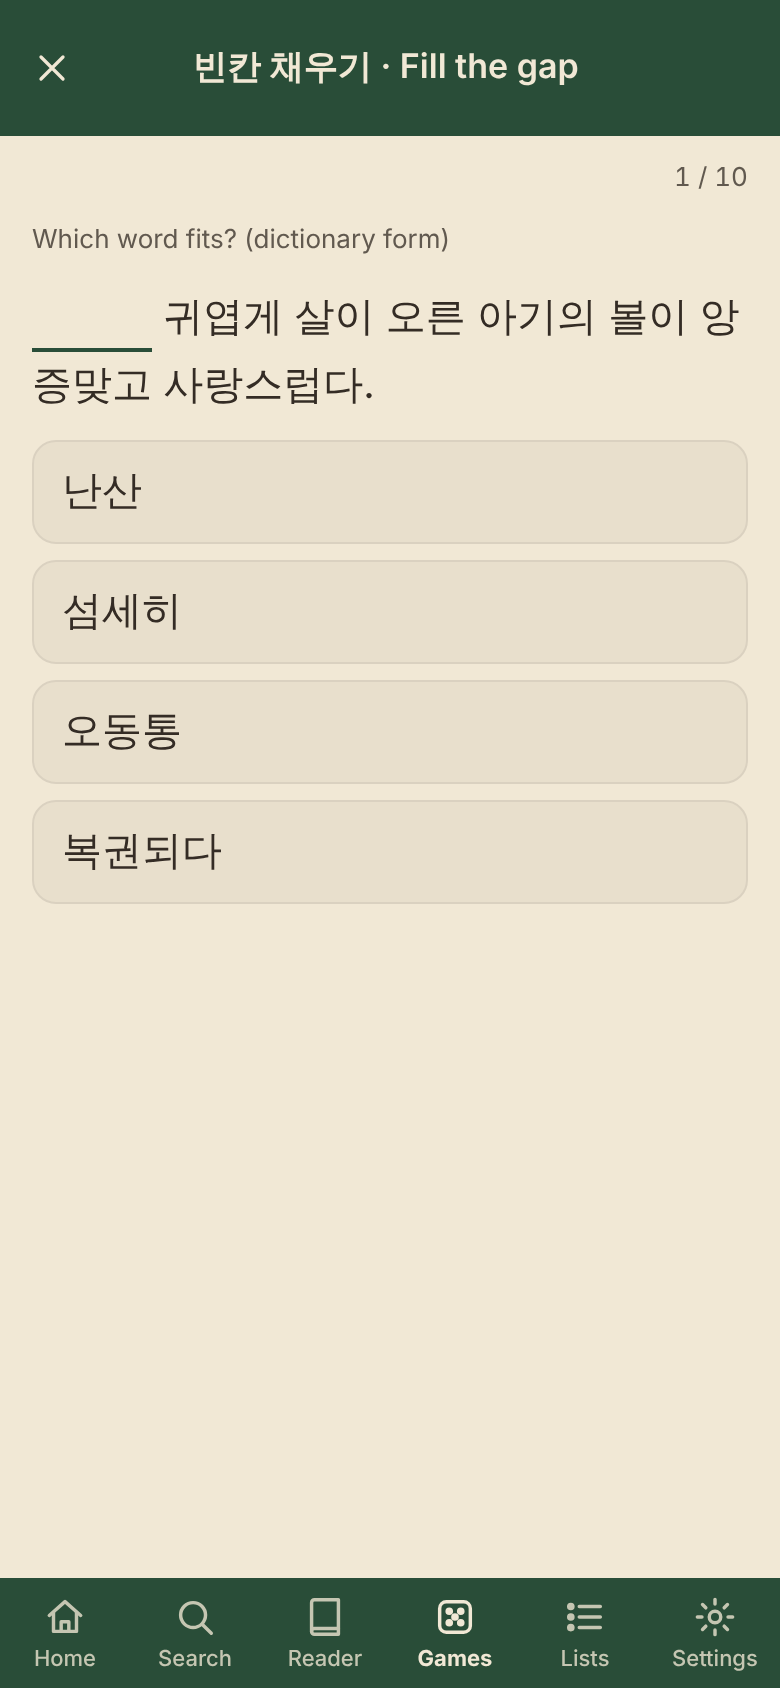 빈칸 채우기 · Fill the gap
1 / 10
Which word fits? (dictionary form)
귀엽게 살이 오른 아기의 볼이 앙
증맞고 사랑스럽다.
난산
섬세히
오동통
복권되다
Home Search Reader Games Lists Settings